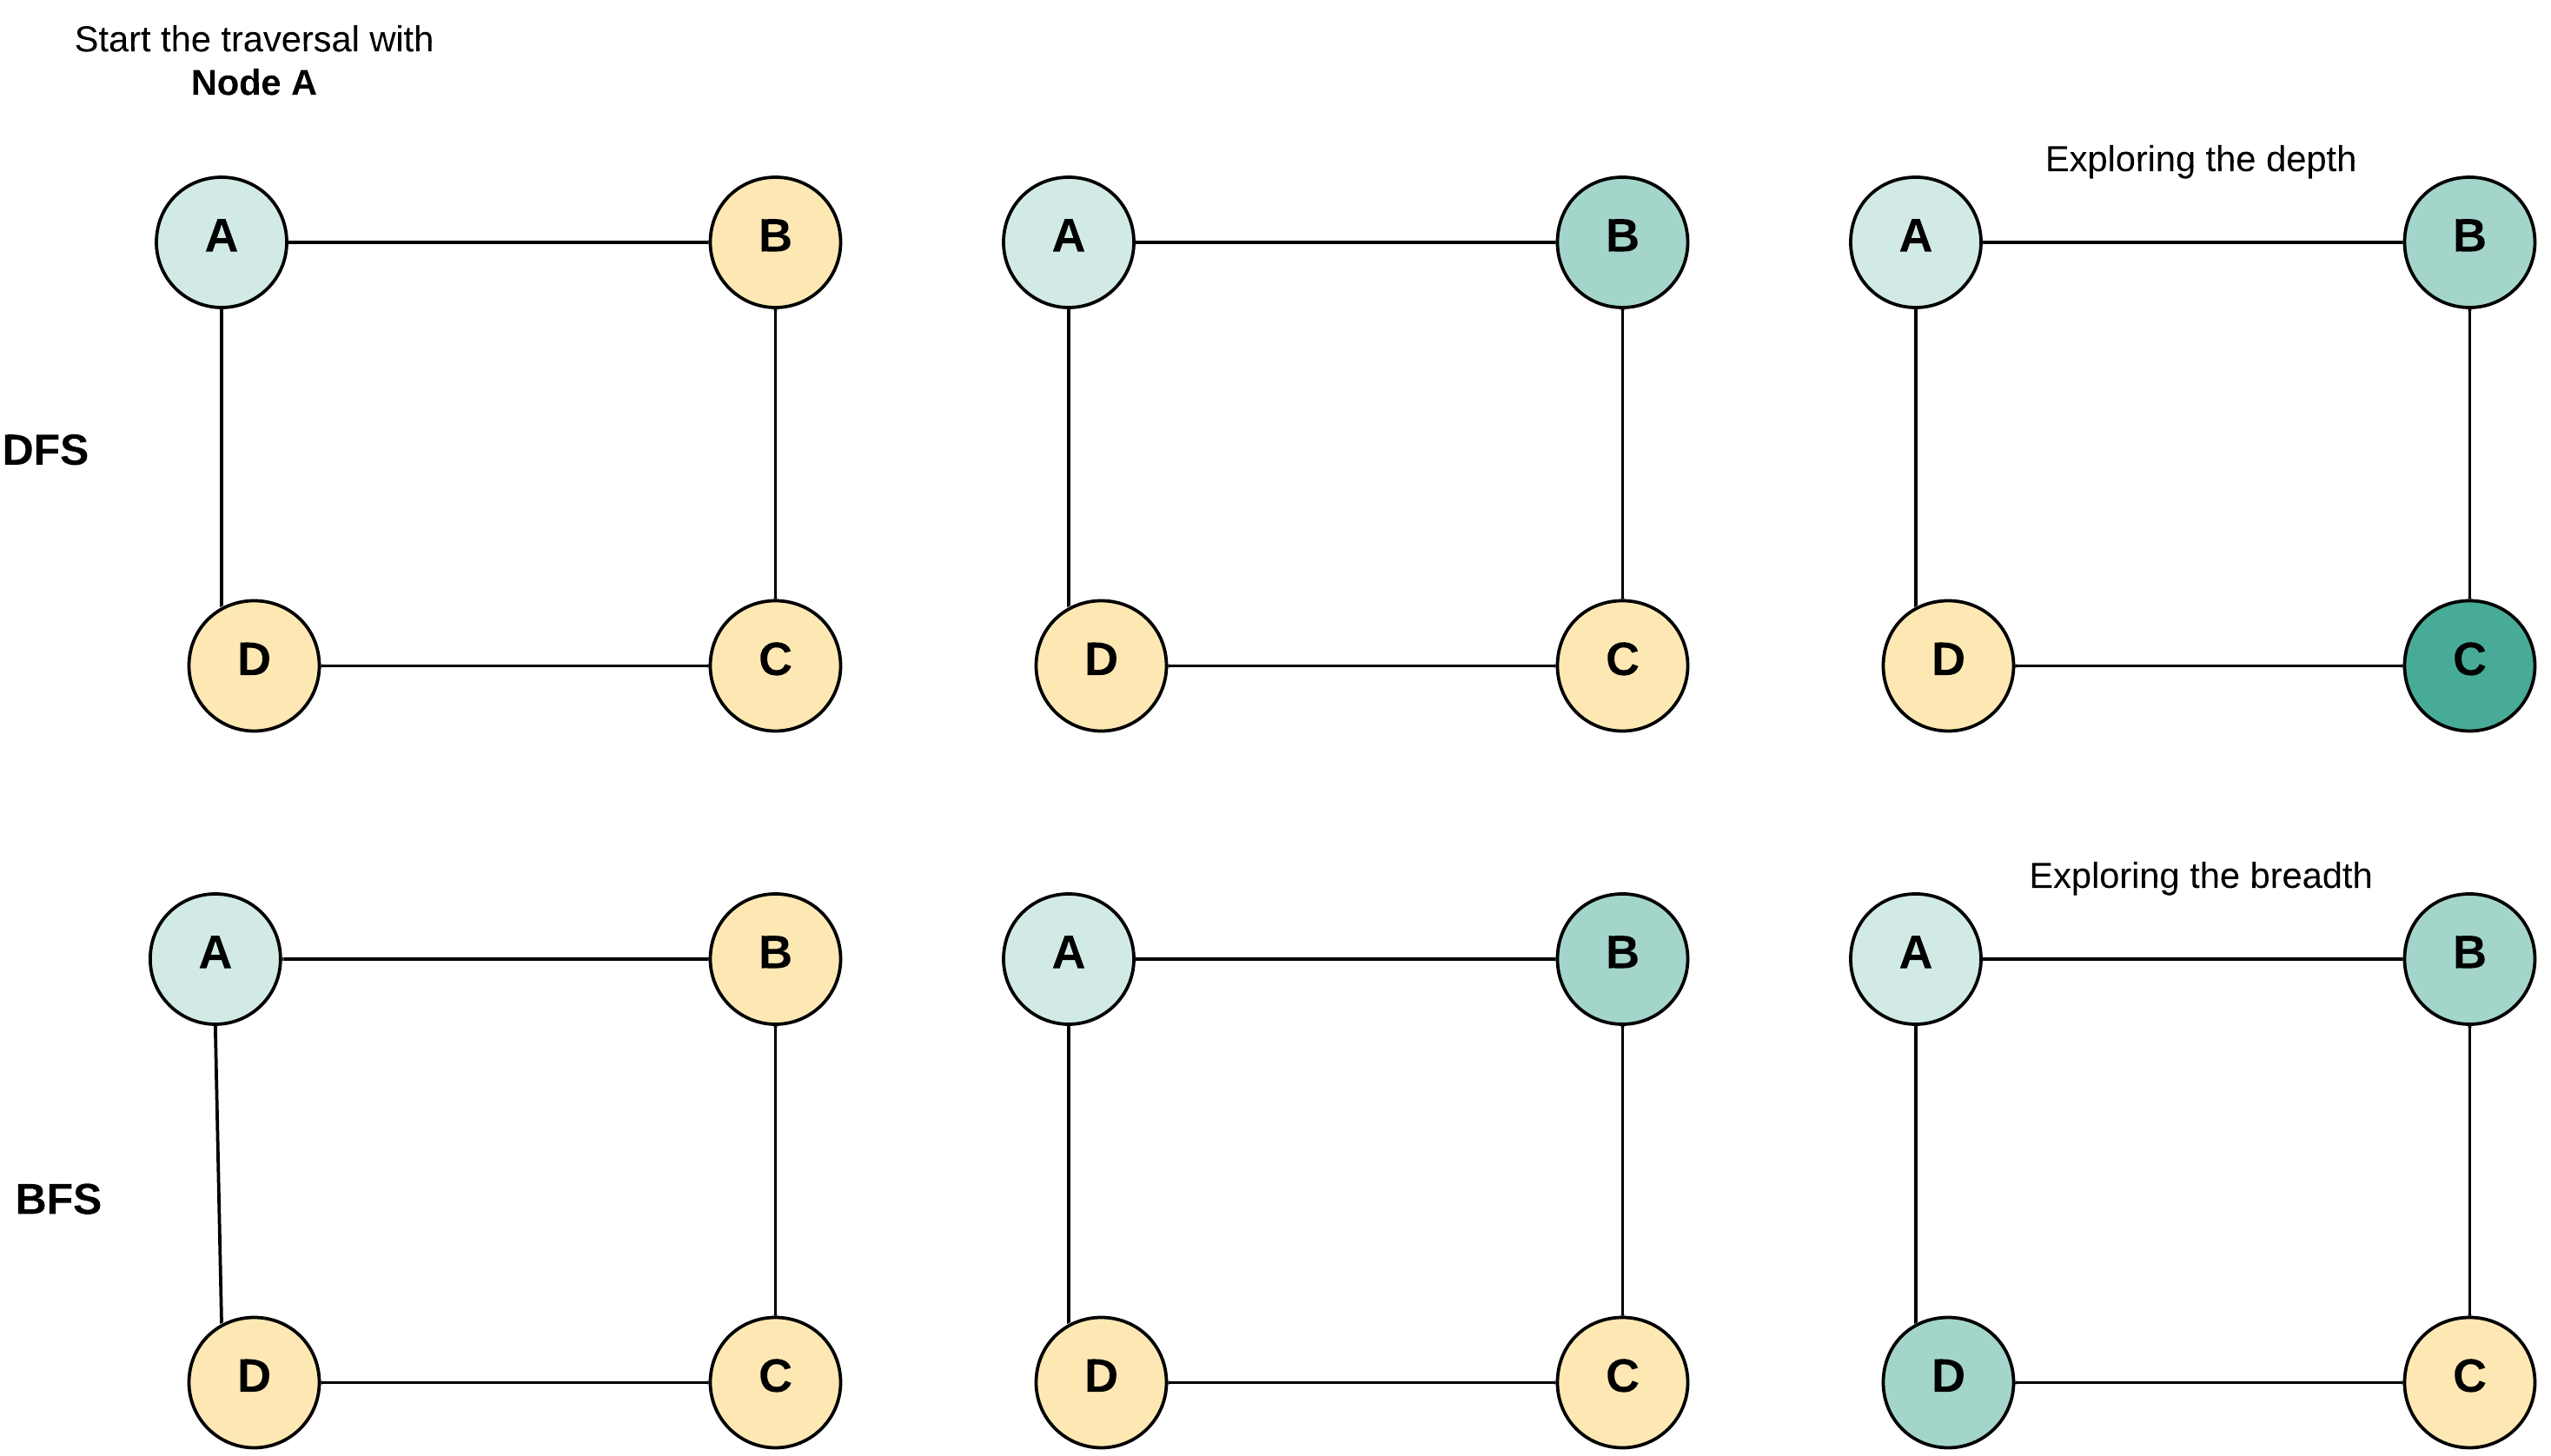 Start the traversal with
Node A
Exploring the depth
A B A B A B
DFS
D C D C D C
Exploring the breadth
A B A B A B
BFS
D C D C D C